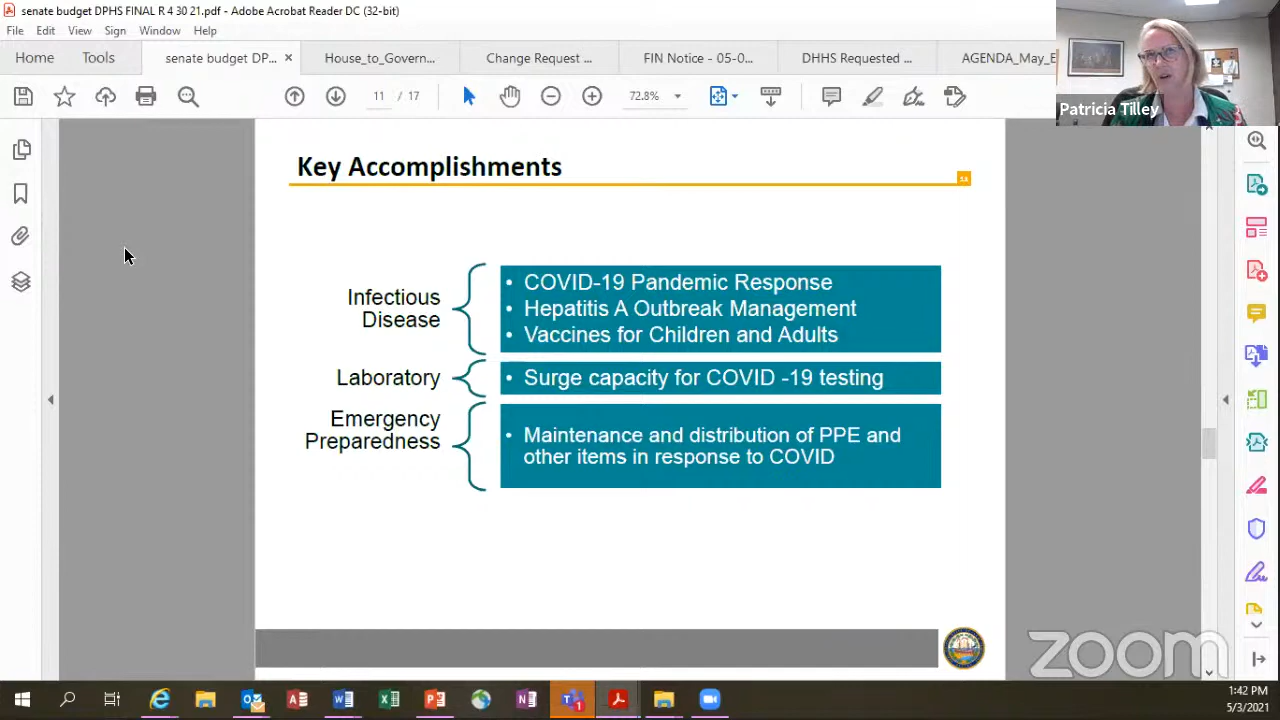 senate budget DPHS FINAL R 4 30 21.pdf - Adobe Acrobat Reader DC (32-bit)
File Edit View Sign Window Help
Home Tools senate budget DP... × House_to_Govern... Change Request ... FIN Notice - 05-0... DHHS Requested ... AGENDA_May_E
11 / 17 72.8%
Patricia Tilley
Key Accomplishments
Infectious
Disease
• COVID-19 Pandemic Response
• Hepatitis A Outbreak Management
• Vaccines for Children and Adults
Laboratory
• Surge capacity for COVID -19 testing
Emergency
Preparedness
• Maintenance and distribution of PPE and
other items in response to COVID
zoom
1:42 PM
5/3/2021